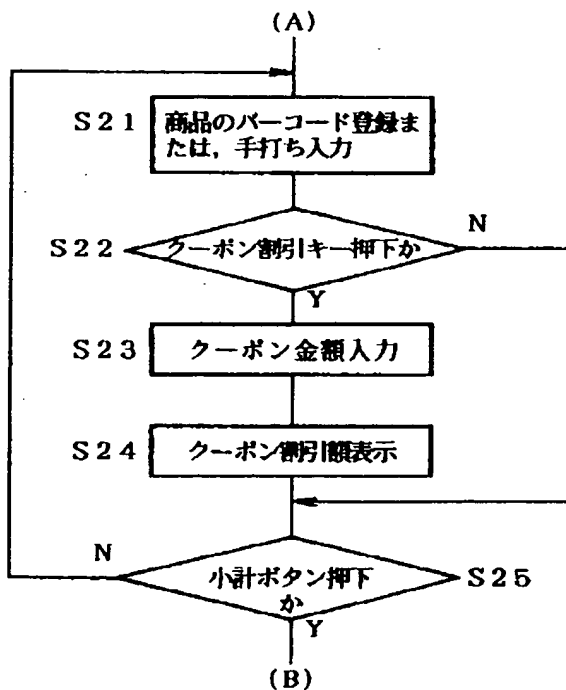 (A)
S21
商品のバーコード登録ま
たは，手打ち入力
N
S22
クーポン割引キー押下か
Y
S23
クーポン金額入力
S24
クーポン割引額表示
N
小計ボタン押下
か
S25
Y
(B)